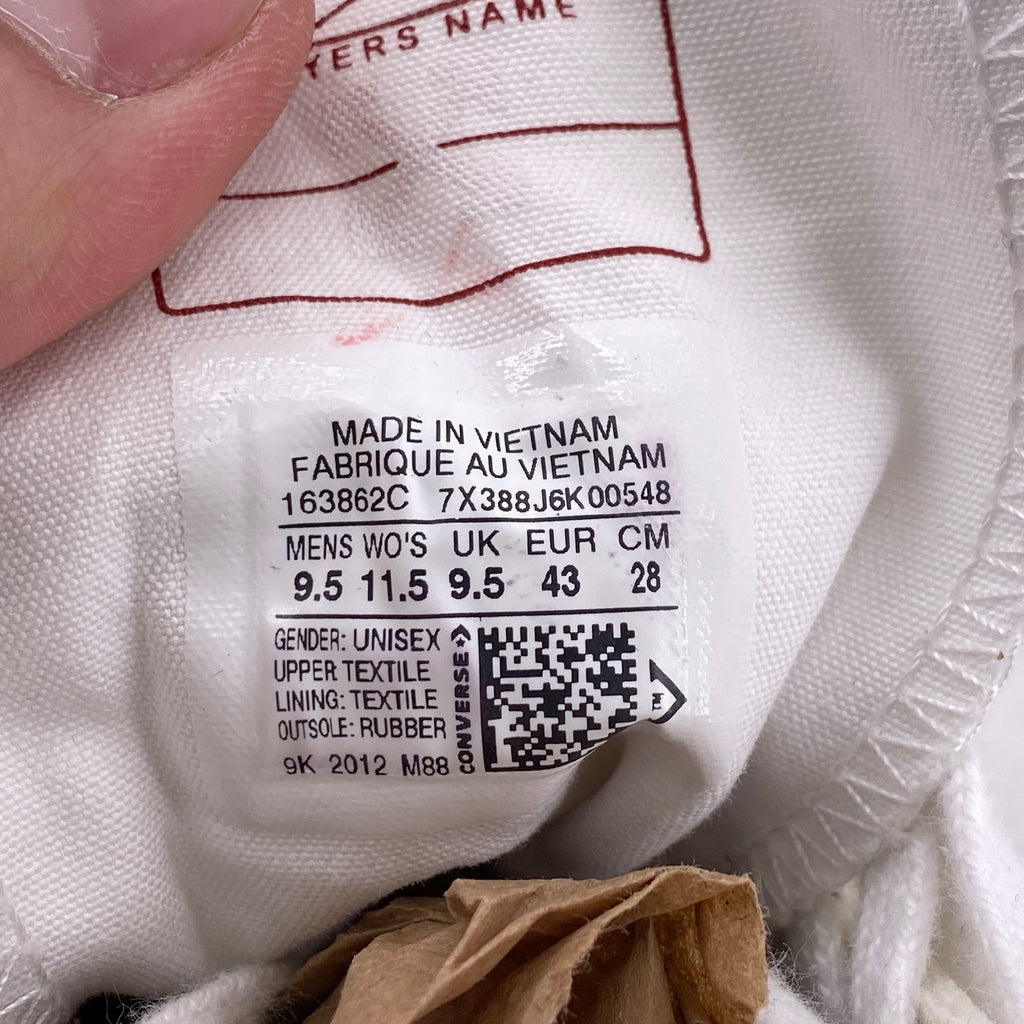 YERS NAME
MADE IN VIETNAM
FABRIQUE AU VIETNAM
163862C 7X388J6K00548
MENS WO'S UK EUR CM
9.5 11.5 9.5 43 28
GENDER: UNISEX
UPPER TEXTILE
LINING: TEXTILE
OUTSOLE: RUBBER
9K 2012 M88
CONVERSE
TM